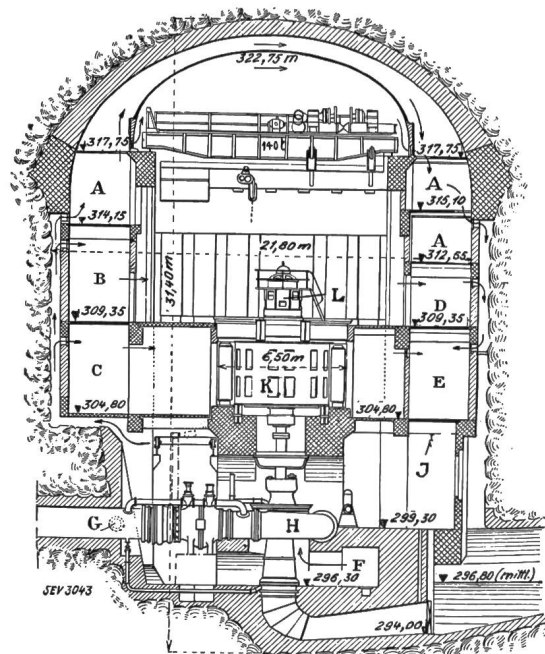 322,75 m
140 t
317,75
317,75
A
A
315,10
314,15
A
21,80 m
312,65
B
31,40 m
L
D
309,35
309,35
6,50 m
C
K
E
304,80
304,80
J
G
H
299,30
F
SEV 3043
296,30
296,80 (mittl.)
294,00